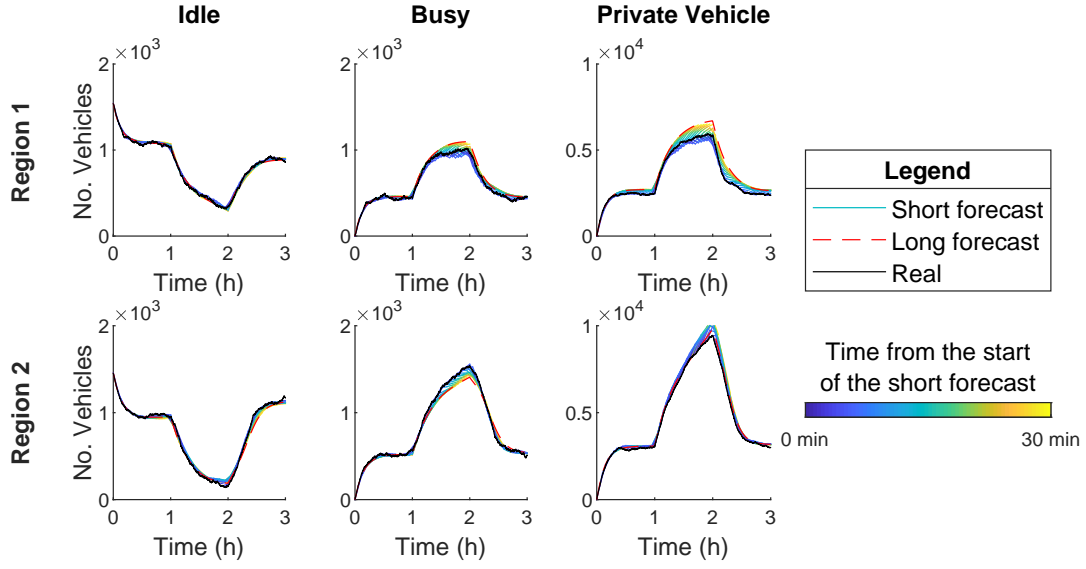 Idle
Busy
Private Vehicle
Region 1
No. Vehicles
×10³
2
1
0
0 1 2 3
Time (h)
×10³
2
1
0
0 1 2 3
Time (h)
×10⁴
1
0.5
0
0 1 2 3
Time (h)
Legend
Short forecast
Long forecast
Real
Region 2
No. Vehicles
×10³
2
1
0
0 1 2 3
Time (h)
×10³
2
1
0
0 1 2 3
Time (h)
×10⁴
1
0.5
0
0 1 2 3
Time (h)
Time from the start
of the short forecast
0 min 30 min